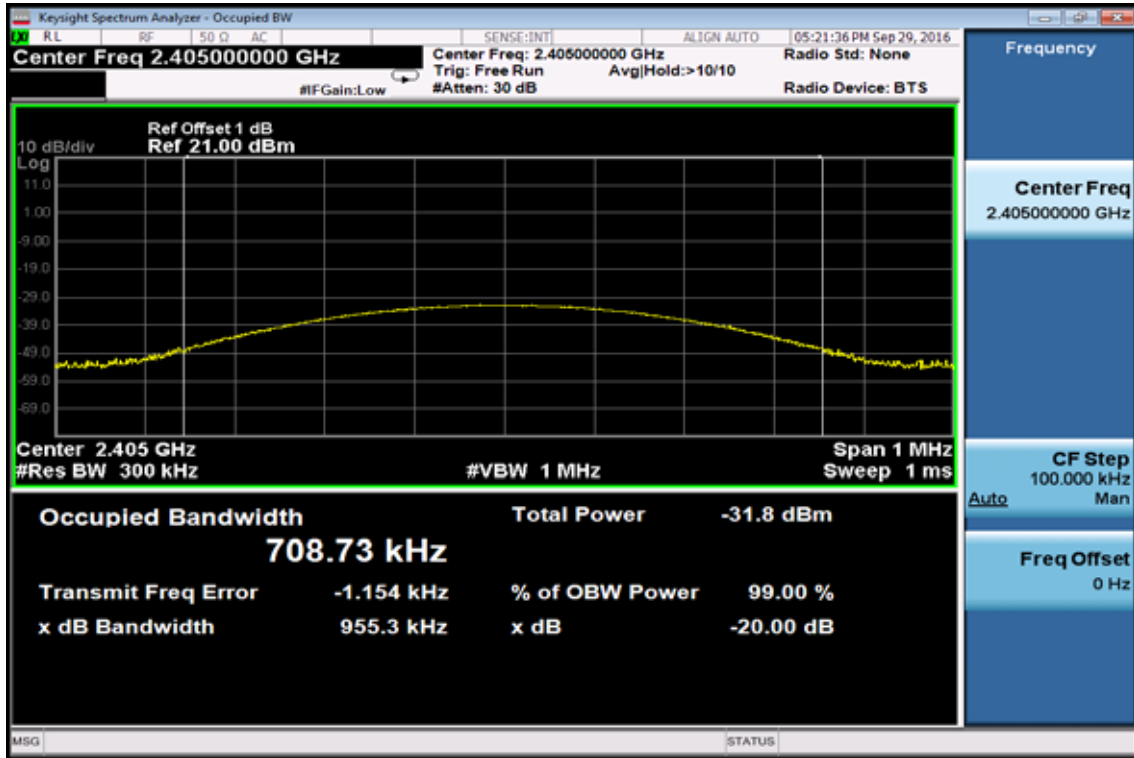 Keysight Spectrum Analyzer - Occupied BW
RL RF 50 Ω AC SENSE:INT ALIGN AUTO 05:21:36 PM Sep 29, 2016
Center Freq 2.405000000 GHz
Center Freq: 2.405000000 GHz Radio Std: None
Trig: Free Run Avg|Hold:>10/10
#IFGain:Low #Atten: 30 dB Radio Device: BTS
Ref Offset 1 dB
10 dB/div Ref 21.00 dBm
Log
11.0
1.00
-9.00
-19.0
-29.0
-39.0
-49.0
-59.0
-69.0
Center 2.405 GHz Span 1 MHz
#Res BW 300 kHz #VBW 1 MHz Sweep 1 ms
Occupied Bandwidth Total Power -31.8 dBm
708.73 kHz
Transmit Freq Error -1.154 kHz % of OBW Power 99.00 %
x dB Bandwidth 955.3 kHz x dB -20.00 dB
MSG STATUS
Frequency
Center Freq
2.405000000 GHz
CF Step
100.000 kHz
Auto Man
Freq Offset
0 Hz